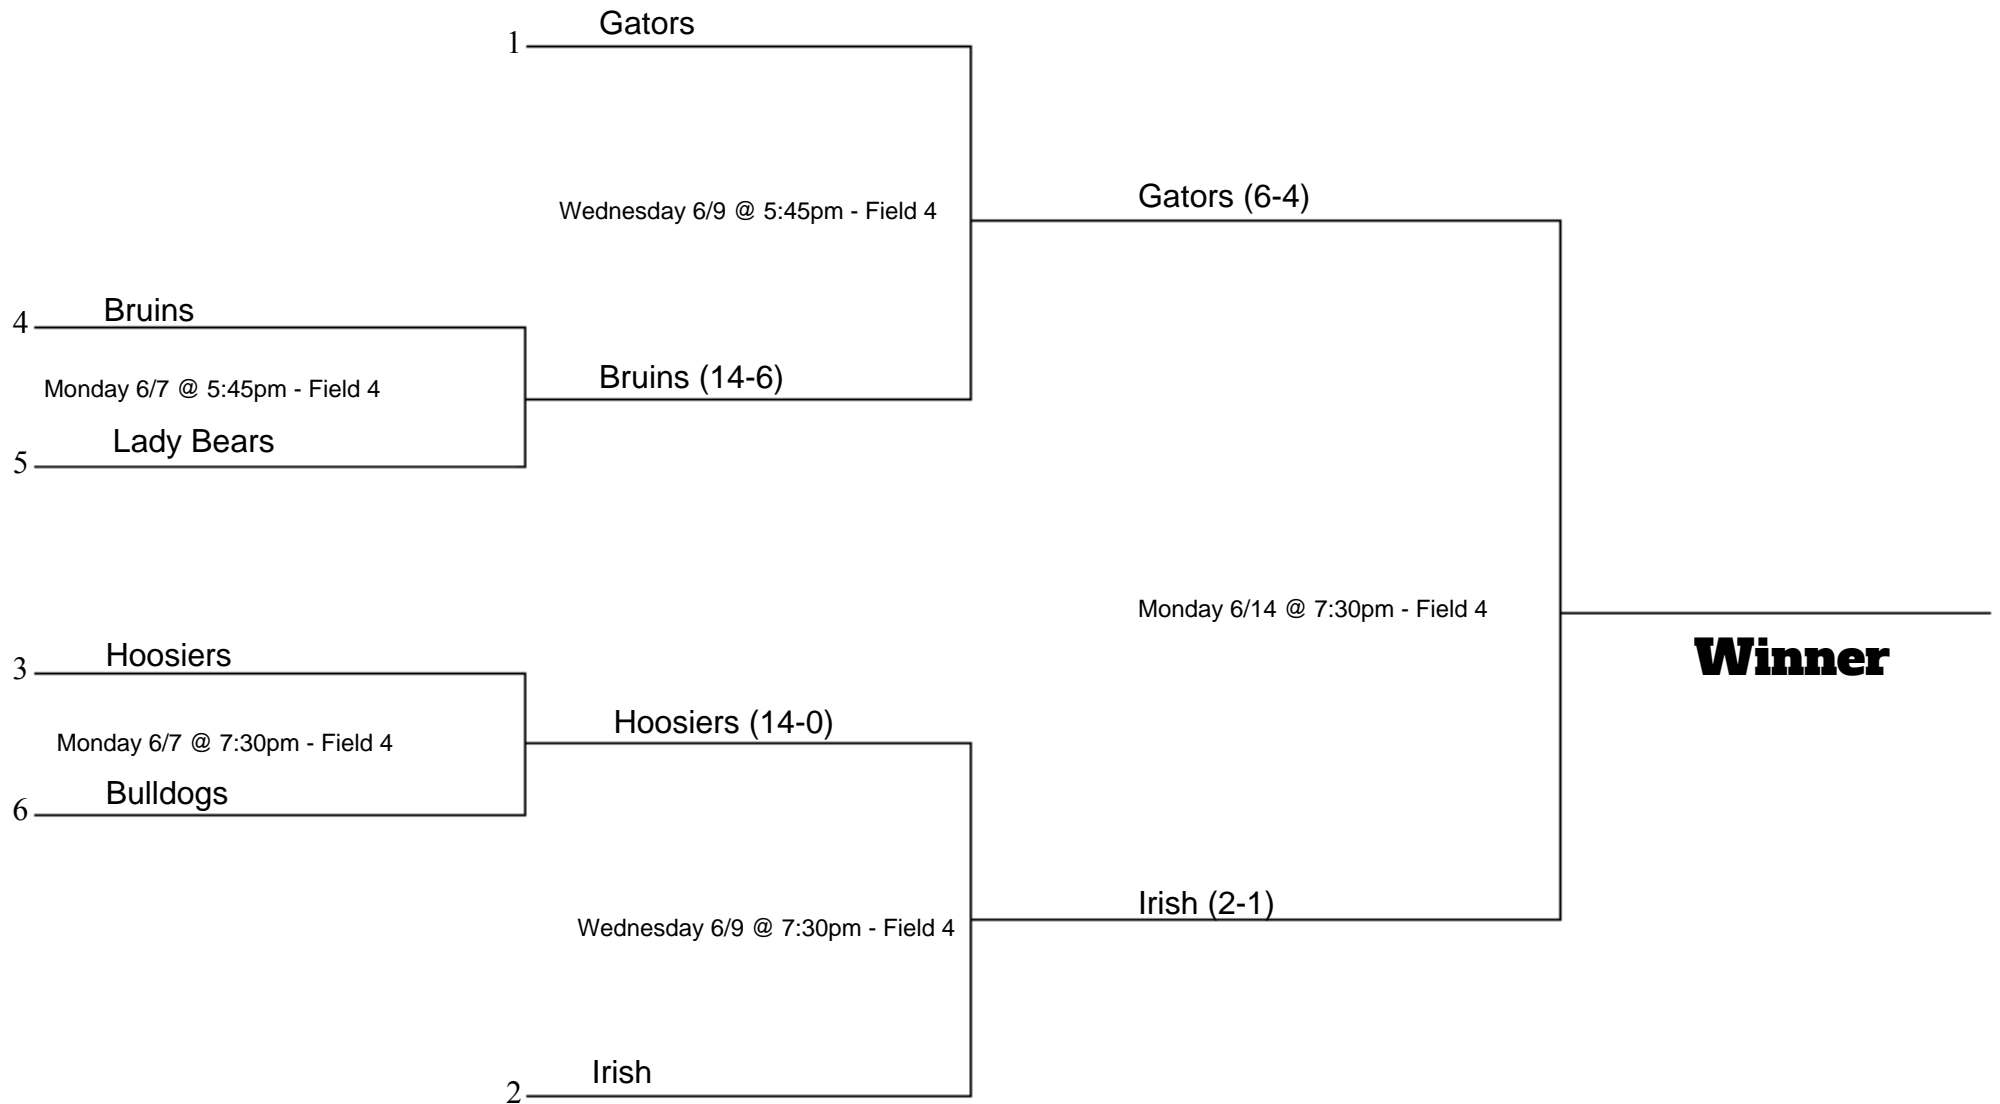 Gators
1
Wednesday 6/9 @ 5:45pm - Field 4
Gators (6-4)
Bruins
4
Monday 6/7 @ 5:45pm - Field 4
Bruins (14-6)
Lady Bears
5
Monday 6/14 @ 7:30pm - Field 4
Winner
Hoosiers
3
Monday 6/7 @ 7:30pm - Field 4
Hoosiers (14-0)
Bulldogs
6
Wednesday 6/9 @ 7:30pm - Field 4
Irish (2-1)
Irish
2